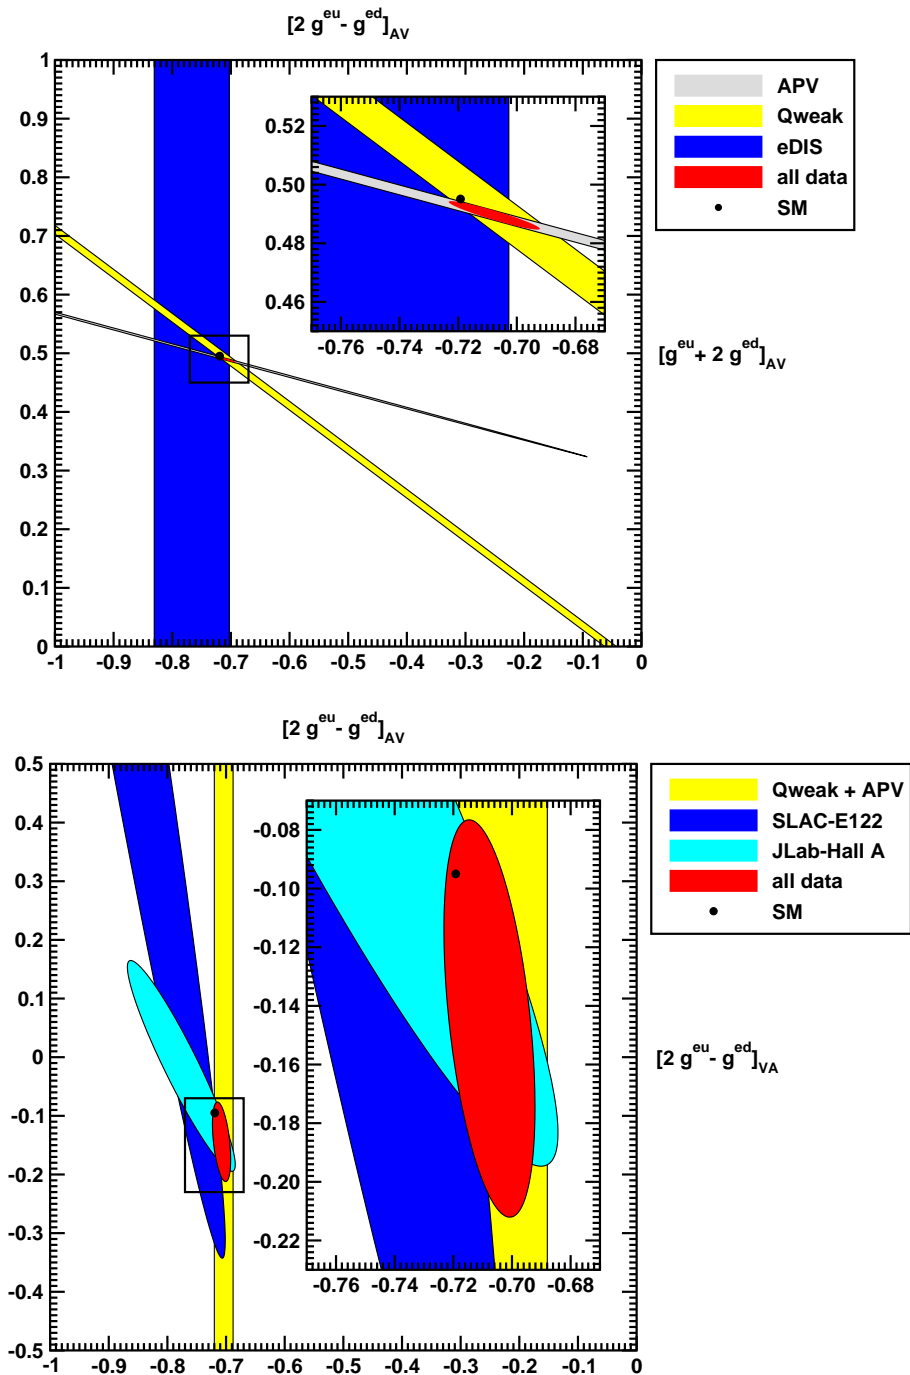 [2 g^eu - g^ed]_AV
1
0.9
0.8
0.7
0.6
0.5
0.4
0.3
0.2
0.1
0
-1 -0.9 -0.8 -0.7 -0.6 -0.5 -0.4 -0.3 -0.2 -0.1 0
0.52
0.50
0.48
0.46
-0.76 -0.74 -0.72 -0.70 -0.68
APV
Qweak
eDIS
all data
SM
[g^eu + 2 g^ed]_AV
[2 g^eu - g^ed]_AV
0.5
0.4
0.3
0.2
0.1
0
-0.1
-0.2
-0.3
-0.4
-0.5
-1 -0.9 -0.8 -0.7 -0.6 -0.5 -0.4 -0.3 -0.2 -0.1 0
-0.08
-0.10
-0.12
-0.14
-0.16
-0.18
-0.20
-0.22
-0.76 -0.74 -0.72 -0.70 -0.68
Qweak + APV
SLAC-E122
JLab-Hall A
all data
SM
[2 g^eu - g^ed]_VA